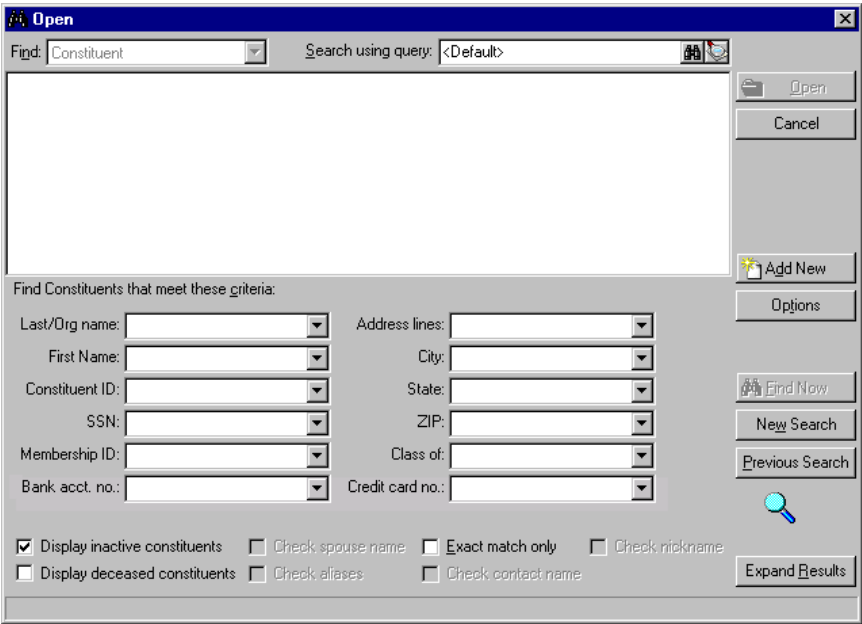 Open
Find: Constituent Search using query: <Default>
Open
Cancel
Add New
Options
Find Constituents that meet these criteria:
Last/Org name: Address lines:
First Name: City:
Constituent ID: State:
Find Now
SSN: ZIP:
New Search
Membership ID: Class of:
Previous Search
Bank acct. no.: Credit card no.:
Display inactive constituents Check spouse name Exact match only Check nickname
Display deceased constituents Check aliases Check contact name
Expand Results